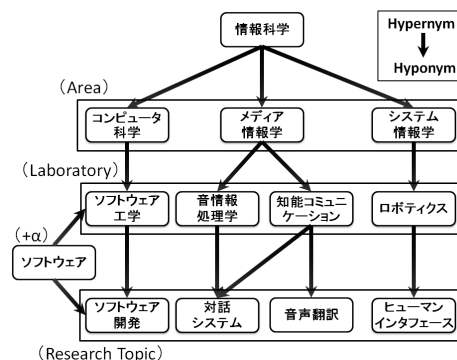 情報科学
Hypernym
Hyponym
(Area)
コンピュータ
科学
メディア
情報学
システム
情報学
(Laboratory)
ソフトウェア
工学
音情報
処理学
知能コミュニ
ケーション
ロボティクス
(+α)
ソフトウェア
ソフトウェア
開発
対話
システム
音声翻訳
ヒューマン
インタフェース
(Research Topic)